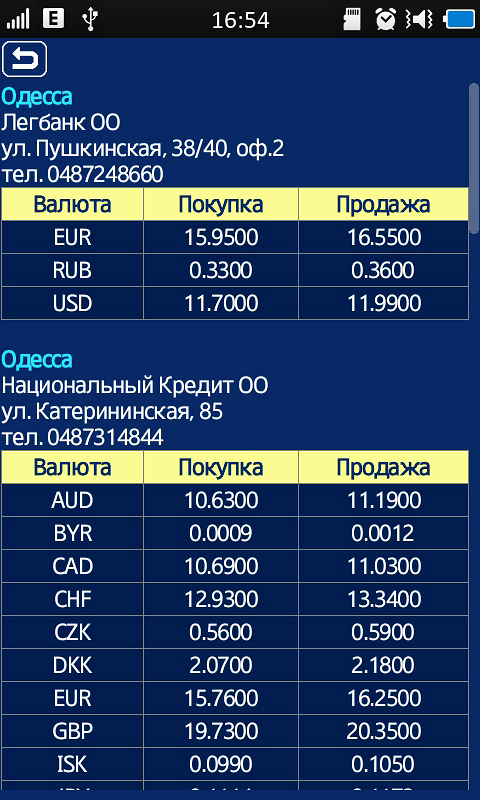 E 16:54
Одесса
Легбанк ОО
ул. Пушкинская, 38/40, оф.2
тел. 0487248660
Валюта Покупка Продажа
EUR 15.9500 16.5500
RUB 0.3300 0.3600
USD 11.7000 11.9900
Одесса
Национальный Кредит ОО
ул. Катерининская, 85
тел. 0487314844
Валюта Покупка Продажа
AUD 10.6300 11.1900
BYR 0.0009 0.0012
CAD 10.6900 11.0300
CHF 12.9300 13.3400
CZK 0.5600 0.5900
DKK 2.0700 2.1800
EUR 15.7600 16.2500
GBP 19.7300 20.3500
ISK 0.0990 0.1050